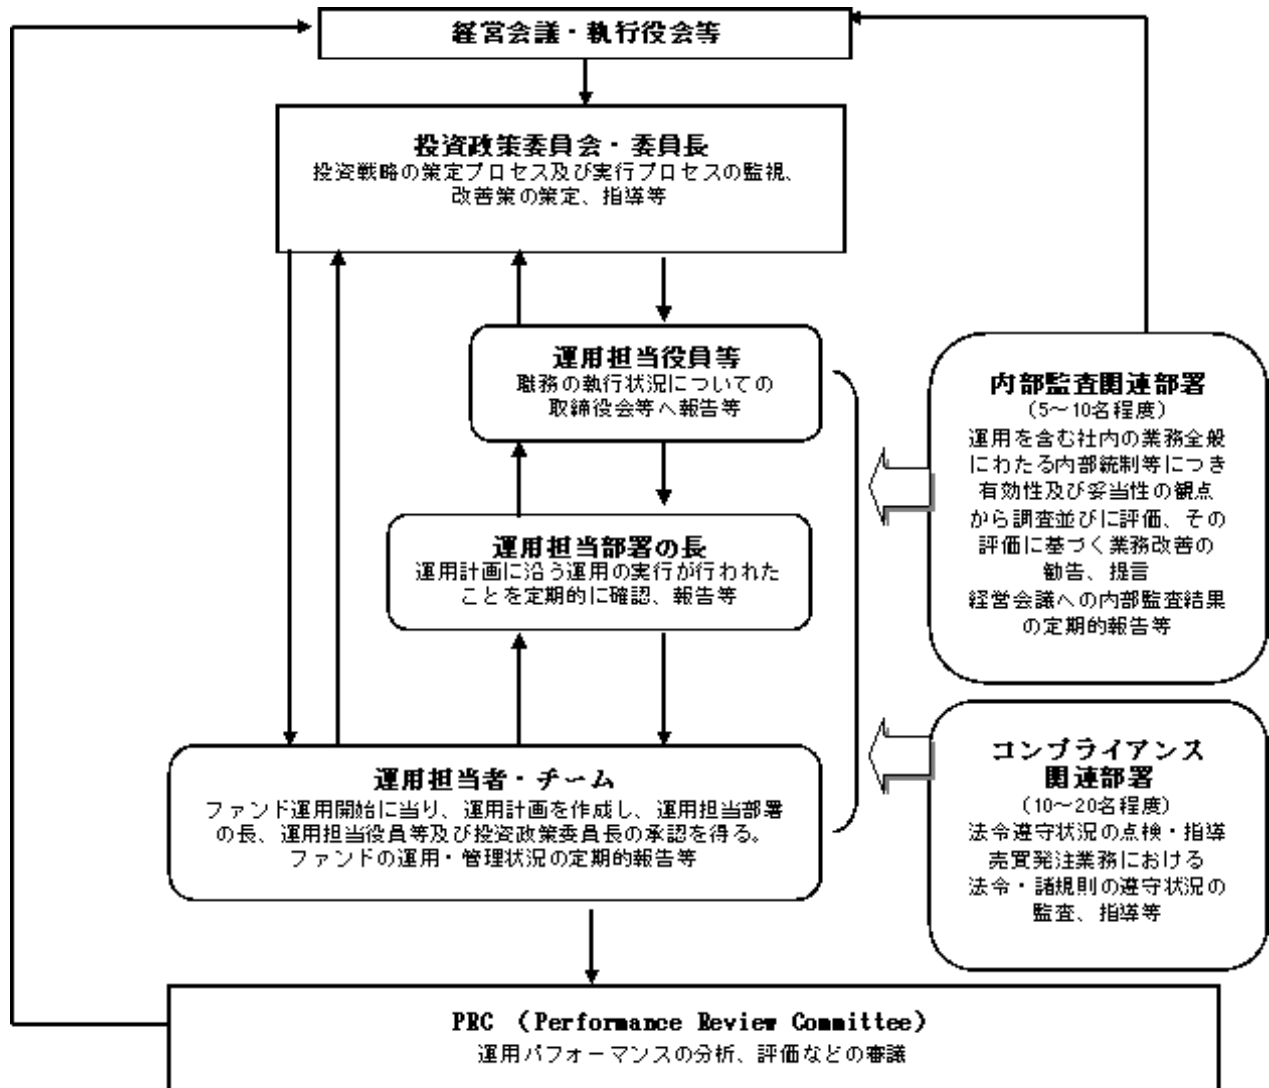 経営会議・執行役会等
投資政策委員会・委員長
投資戦略の策定プロセス及び実行プロセスの監視、
改善策の策定、指導等
運用担当役員等
職務の執行状況についての
取締役会等へ報告等
運用担当部署の長
運用計画に沿う運用の実行が行われた
ことを定期的に確認、報告等
運用担当者・チーム
ファンド運用開始に当り、運用計画を作成し、運用担当部署
の長、運用担当役員等及び投資政策委員長の承認を得る。
ファンドの運用・管理状況の定期的報告等
内部監査関連部署
（5～10名程度）
運用を含む社内の業務全般
にわたる内部統制等につき
有効性及び妥当性の観点
から調査並びに評価、その
評価に基づく業務改善の
勧告、提言
経営会議への内部監査結果
の定期的報告等
コンプライアンス
関連部署
（10～20名程度）
法令遵守状況の点検・指導
売買発注業務における
法令・諸規則の遵守状況の
監査、指導等
PRC （Performance Review Committee）
運用パフォーマンスの分析、評価などの審議